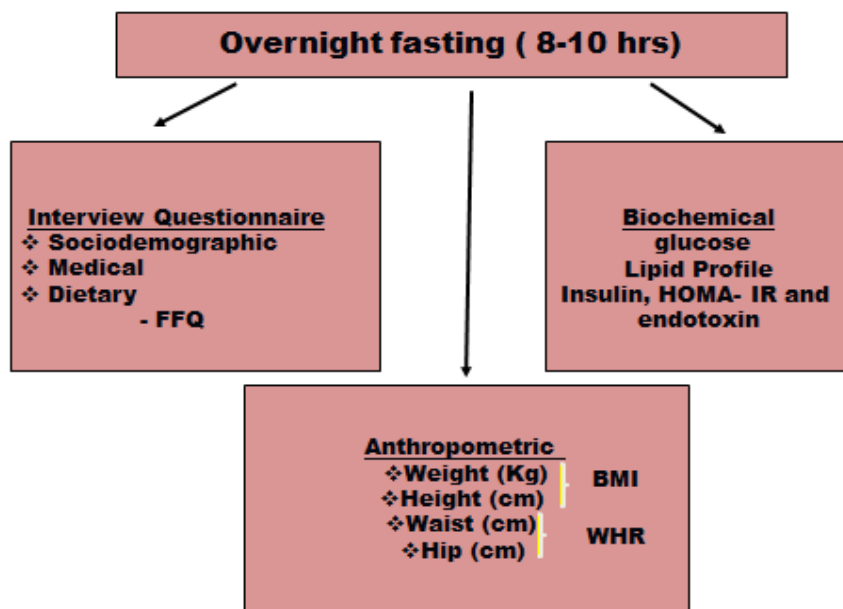 Overnight fasting ( 8-10 hrs)
Interview Questionnaire
❖ Sociodemographic
❖ Medical
❖ Dietary
- FFQ
Biochemical
glucose
Lipid Profile
Insulin, HOMA- IR and
endotoxin
Anthropometric
❖Weight (Kg)
❖Height (cm)
BMI
❖Waist (cm)
❖Hip (cm)
WHR